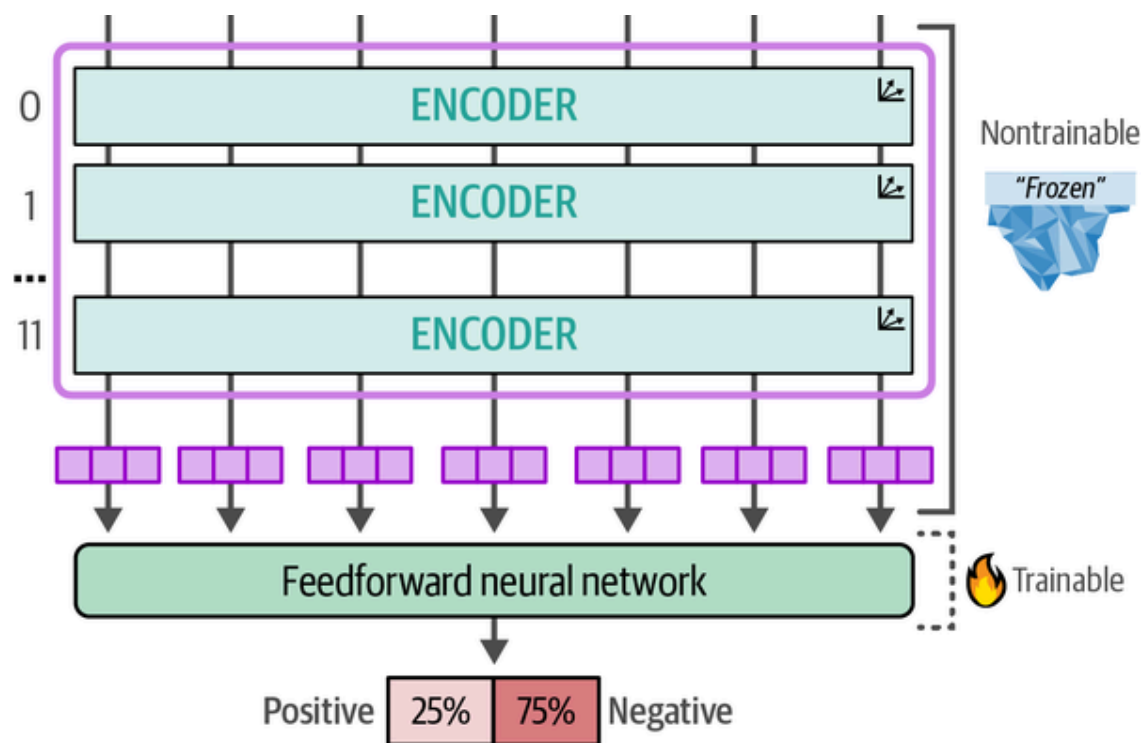 0
ENCODER
Nontrainable
"Frozen"
1
ENCODER
...
11
ENCODER
Feedforward neural network
Trainable
Positive 25% 75% Negative